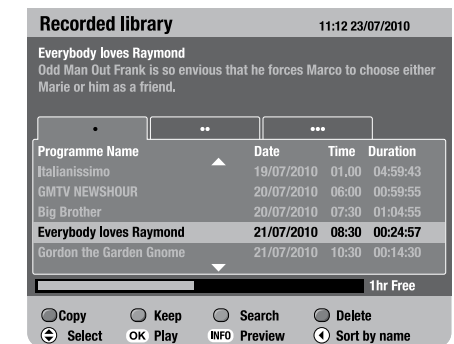 Recorded library 11:12 23/07/2010
Everybody loves Raymond
Odd Man Out Frank is so envious that he forces Marco to choose either
Marie or him as a friend.
Programme Name Date Time Duration
Italianissimo 19/07/2010 01,00 04:59:43
GMTV NEWSHOUR 20/07/2010 06:00 00:59:55
Big Brother 20/07/2010 07:30 01:04:55
Everybody loves Raymond 21/07/2010 08:30 00:24:57
Gordon the Garden Gnome 21/07/2010 10:30 00:14:30
1hr Free
Copy Keep Search Delete
Select OK Play INFO Preview Sort by name